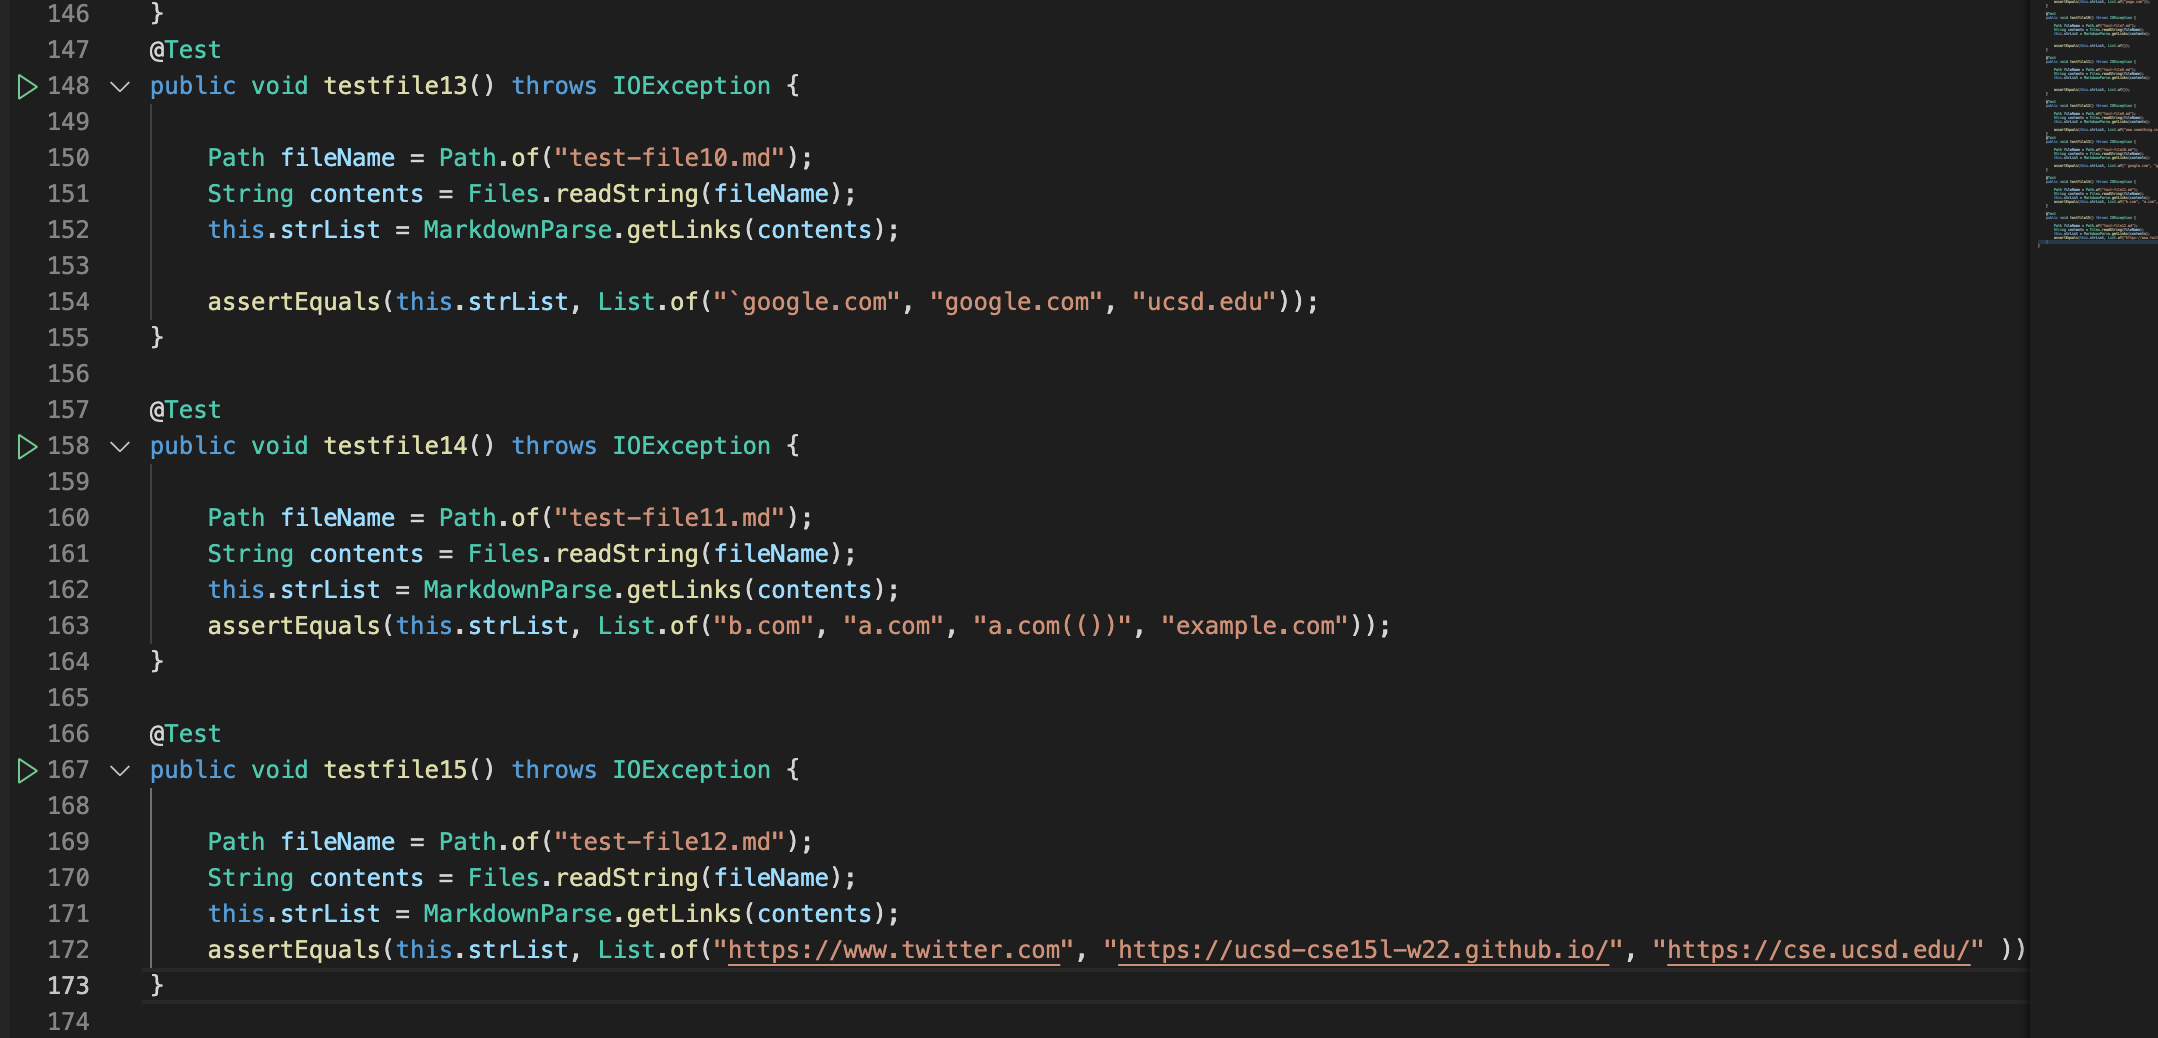 146 }
147 @Test
148 public void testfile13() throws IOException {
149
150 Path fileName = Path.of("test-file10.md");
151 String contents = Files.readString(fileName);
152 this.strList = MarkdownParse.getLinks(contents);
153
154 assertEquals(this.strList, List.of("`google.com", "google.com", "ucsd.edu"));
155 }
156
157 @Test
158 public void testfile14() throws IOException {
159
160 Path fileName = Path.of("test-file11.md");
161 String contents = Files.readString(fileName);
162 this.strList = MarkdownParse.getLinks(contents);
163 assertEquals(this.strList, List.of("b.com", "a.com", "a.com(())", "example.com"));
164 }
165
166 @Test
167 public void testfile15() throws IOException {
168
169 Path fileName = Path.of("test-file12.md");
170 String contents = Files.readString(fileName);
171 this.strList = MarkdownParse.getLinks(contents);
172 assertEquals(this.strList, List.of("https://www.twitter.com", "https://ucsd-cse15l-w22.github.io/", "https://cse.ucsd.edu/" ))
173 }
174